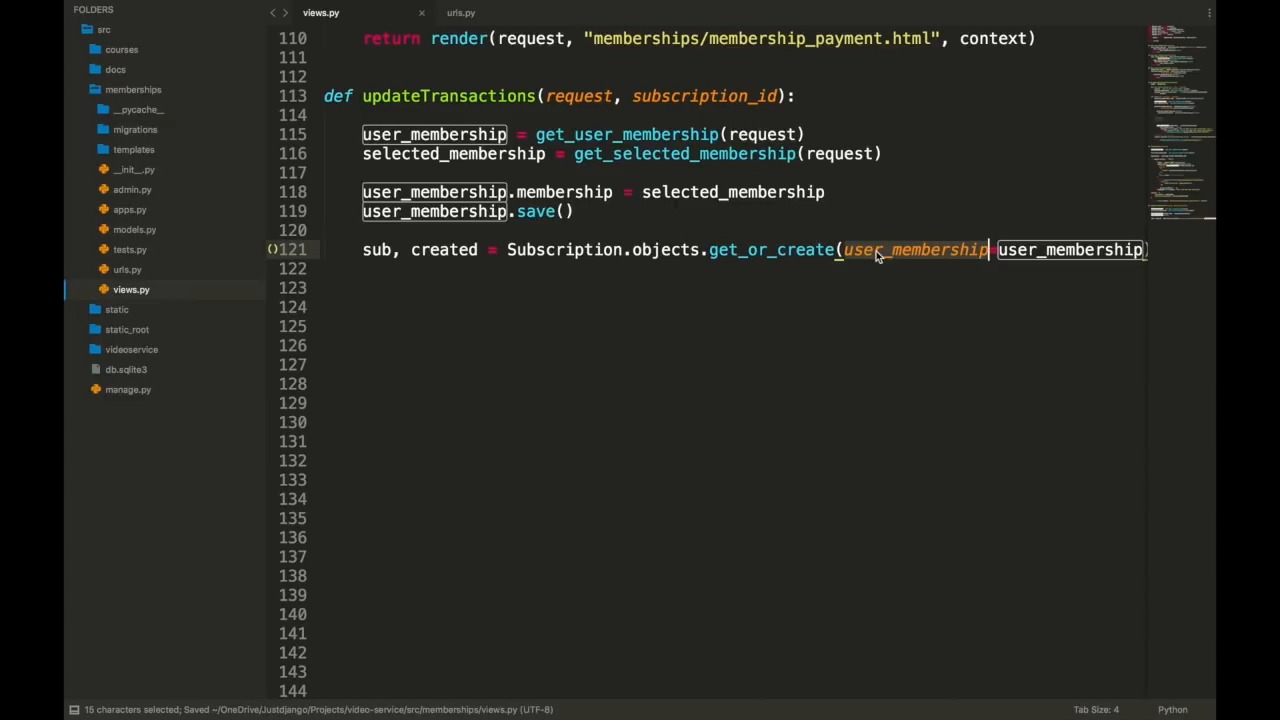 FOLDERS
src
courses
docs
memberships
__pycache__
migrations
templates
__init__.py
admin.py
apps.py
models.py
tests.py
urls.py
views.py
static
static_root
videoservice
db.sqlite3
manage.py
views.py ×
urls.py
110 return render(request, "memberships/membership_payment.html", context)
111
112
113 def updateTransactions(request, subscription_id):
114
115 user_membership = get_user_membership(request)
116 selected_membership = get_selected_membership(request)
117
118 user_membership.membership = selected_membership
119 user_membership.save()
120
121 sub, created = Subscription.objects.get_or_create(user_membership=user_membership)
122
123
124
125
126
127
128
129
130
131
132
133
134
135
136
137
138
139
140
141
142
143
144
15 characters selected; Saved ~/OneDrive/Justdjango/Projects/video-service/src/memberships/views.py (UTF-8)
Tab Size: 4
Python